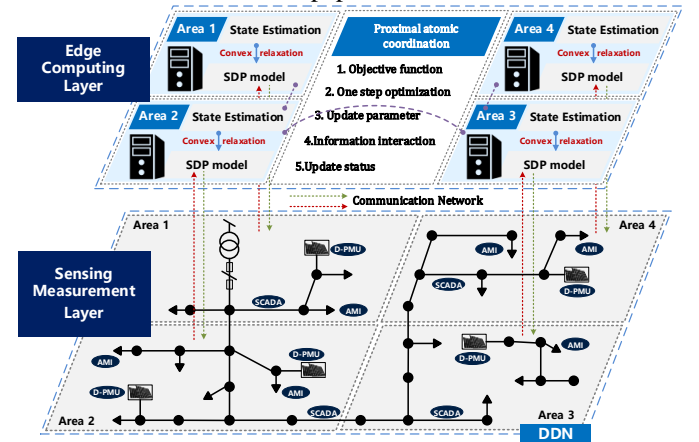 Edge
Computing
Layer
Area 1
State Estimation
Convex relaxation
SDP model
Area 2
State Estimation
Convex relaxation
SDP model
Proximal atomic
coordination
1. Objective function
2. One step optimization
3. Update parameter
4.Information interaction
5.Update status
Area 4
State Estimation
Convex relaxation
SDP model
Area 3
State Estimation
Convex relaxation
SDP model
Communication Network
Sensing
Measurement
Layer
Area 1
D-PMU
SCADA
AMI
Area 4
AMI
AMI
SCADA
D-PMU
AMI
D-PMU
D-PMU
AMI
SCADA
Area 2
D-PMU
AMI
SCADA
Area 3
DDN